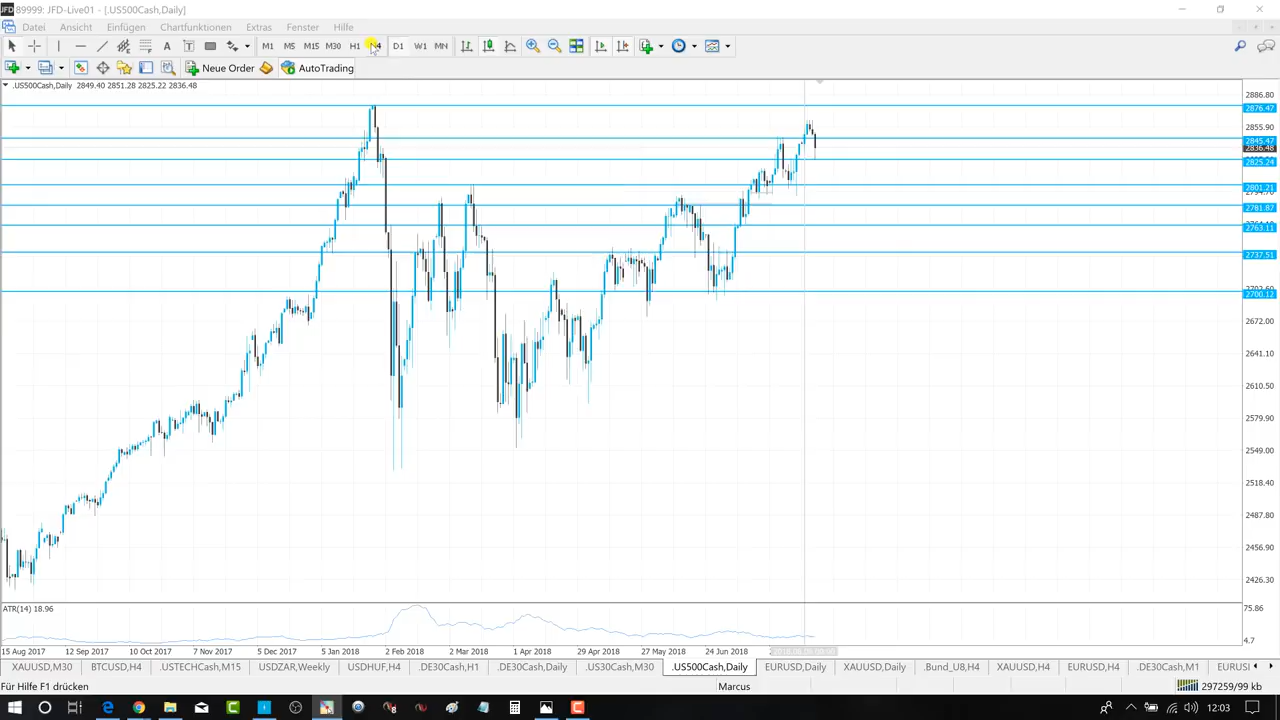 89999: JFD-Live01 - [.US500Cash,Daily]
Datei Ansicht Einfügen Chartfunktionen Extras Fenster Hilfe
A T M1 M5 M15 M30 H1 H4 D1 W1 MN
New Order AutoTrading
.US500Cash,Daily 2849.40 2851.28 2825.22 2836.48
2886.80
2876.47
2855.90
2845.47
2836.48
2825.24
2801.21
2781.87
2763.11
2737.51
2700.12
2672.00
2641.10
2610.50
2579.90
2549.00
2518.40
2487.80
2456.90
2426.30
ATR(14) 18.96
75.86
4.7
15 Aug 2017 12 Sep 2017 10 Oct 2017 7 Nov 2017 5 Dec 2017 5 Jan 2018 2 Feb 2018 2 Mar 2018 1 Apr 2018 29 Apr 2018 27 May 2018 24 Jun 2018
XAUUSD,M30 BTCUSD,H4 .USTECHCash,M15 USDZAR,Weekly USDHUF,H4 .DE30Cash,H1 .DE30Cash,Daily .US30Cash,M30 .US500Cash,Daily EURUSD,Daily XAUUSD,Daily .Bund_U8,H4 XAUUSD,H4 EURUSD,H4 .DE30Cash,M1 EURUSI
Für Hilfe F1 drücken Marcus 297259/99 kb
12:03